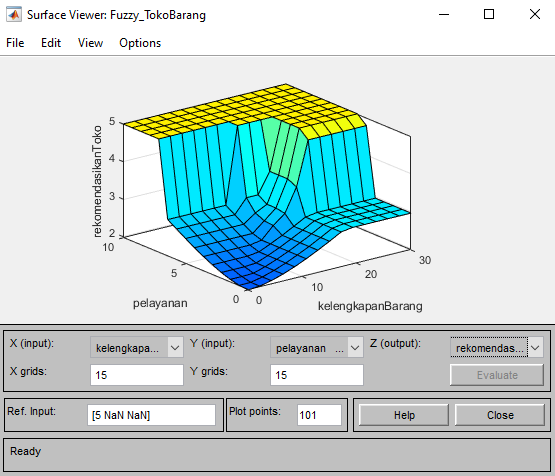 Surface Viewer: Fuzzy_TokoBarang
File Edit View Options
5
4
3
2
rekomendasikanToko
10
5
0
pelayanan
0
10
20
30
kelengkapanBarang
X (input): kelengkapa... Y (input): pelayanan ... Z (output): rekomendas...
X grids: 15 Y grids: 15 Evaluate
Ref. Input: [5 NaN NaN] Plot points: 101 Help Close
Ready